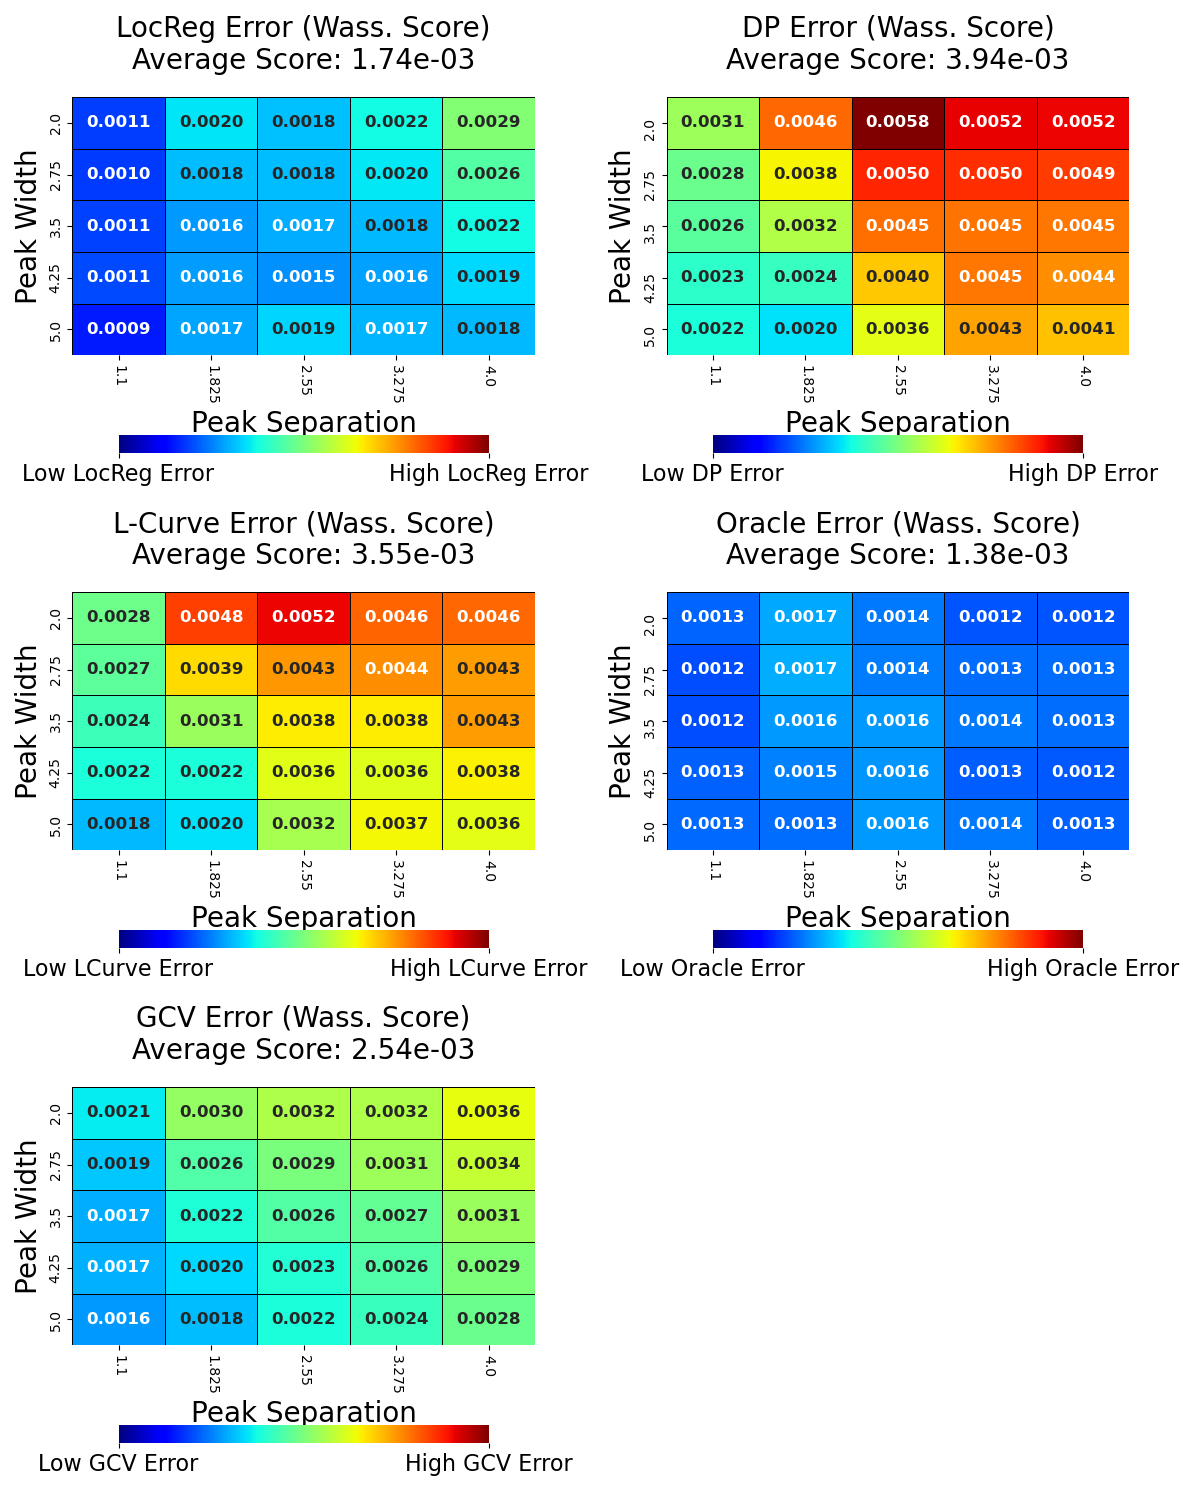 LocReg Error (Wass. Score)
Average Score: 1.74e-03
Peak Width
2.0 0.0011 0.0020 0.0018 0.0022 0.0029
2.75 0.0010 0.0018 0.0018 0.0020 0.0026
3.5 0.0011 0.0016 0.0017 0.0018 0.0022
4.25 0.0011 0.0016 0.0015 0.0016 0.0019
5.0 0.0009 0.0017 0.0019 0.0017 0.0018
1.1 1.825 2.55 3.275 4.0
Peak Separation
Low LocReg Error High LocReg Error
DP Error (Wass. Score)
Average Score: 3.94e-03
Peak Width
2.0 0.0031 0.0046 0.0058 0.0052 0.0052
2.75 0.0028 0.0038 0.0050 0.0050 0.0049
3.5 0.0026 0.0032 0.0045 0.0045 0.0045
4.25 0.0023 0.0024 0.0040 0.0045 0.0044
5.0 0.0022 0.0020 0.0036 0.0043 0.0041
1.1 1.825 2.55 3.275 4.0
Peak Separation
Low DP Error High DP Error
L-Curve Error (Wass. Score)
Average Score: 3.55e-03
Peak Width
2.0 0.0028 0.0048 0.0052 0.0046 0.0046
2.75 0.0027 0.0039 0.0043 0.0044 0.0043
3.5 0.0024 0.0031 0.0038 0.0038 0.0043
4.25 0.0022 0.0022 0.0036 0.0036 0.0038
5.0 0.0018 0.0020 0.0032 0.0037 0.0036
1.1 1.825 2.55 3.275 4.0
Peak Separation
Low LCurve Error High LCurve Error
Oracle Error (Wass. Score)
Average Score: 1.38e-03
Peak Width
2.0 0.0013 0.0017 0.0014 0.0012 0.0012
2.75 0.0012 0.0017 0.0014 0.0013 0.0013
3.5 0.0012 0.0016 0.0016 0.0014 0.0013
4.25 0.0013 0.0015 0.0016 0.0013 0.0012
5.0 0.0013 0.0013 0.0016 0.0014 0.0013
1.1 1.825 2.55 3.275 4.0
Peak Separation
Low Oracle Error High Oracle Error
GCV Error (Wass. Score)
Average Score: 2.54e-03
Peak Width
2.0 0.0021 0.0030 0.0032 0.0032 0.0036
2.75 0.0019 0.0026 0.0029 0.0031 0.0034
3.5 0.0017 0.0022 0.0026 0.0027 0.0031
4.25 0.0017 0.0020 0.0023 0.0026 0.0029
5.0 0.0016 0.0018 0.0022 0.0024 0.0028
1.1 1.825 2.55 3.275 4.0
Peak Separation
Low GCV Error High GCV Error